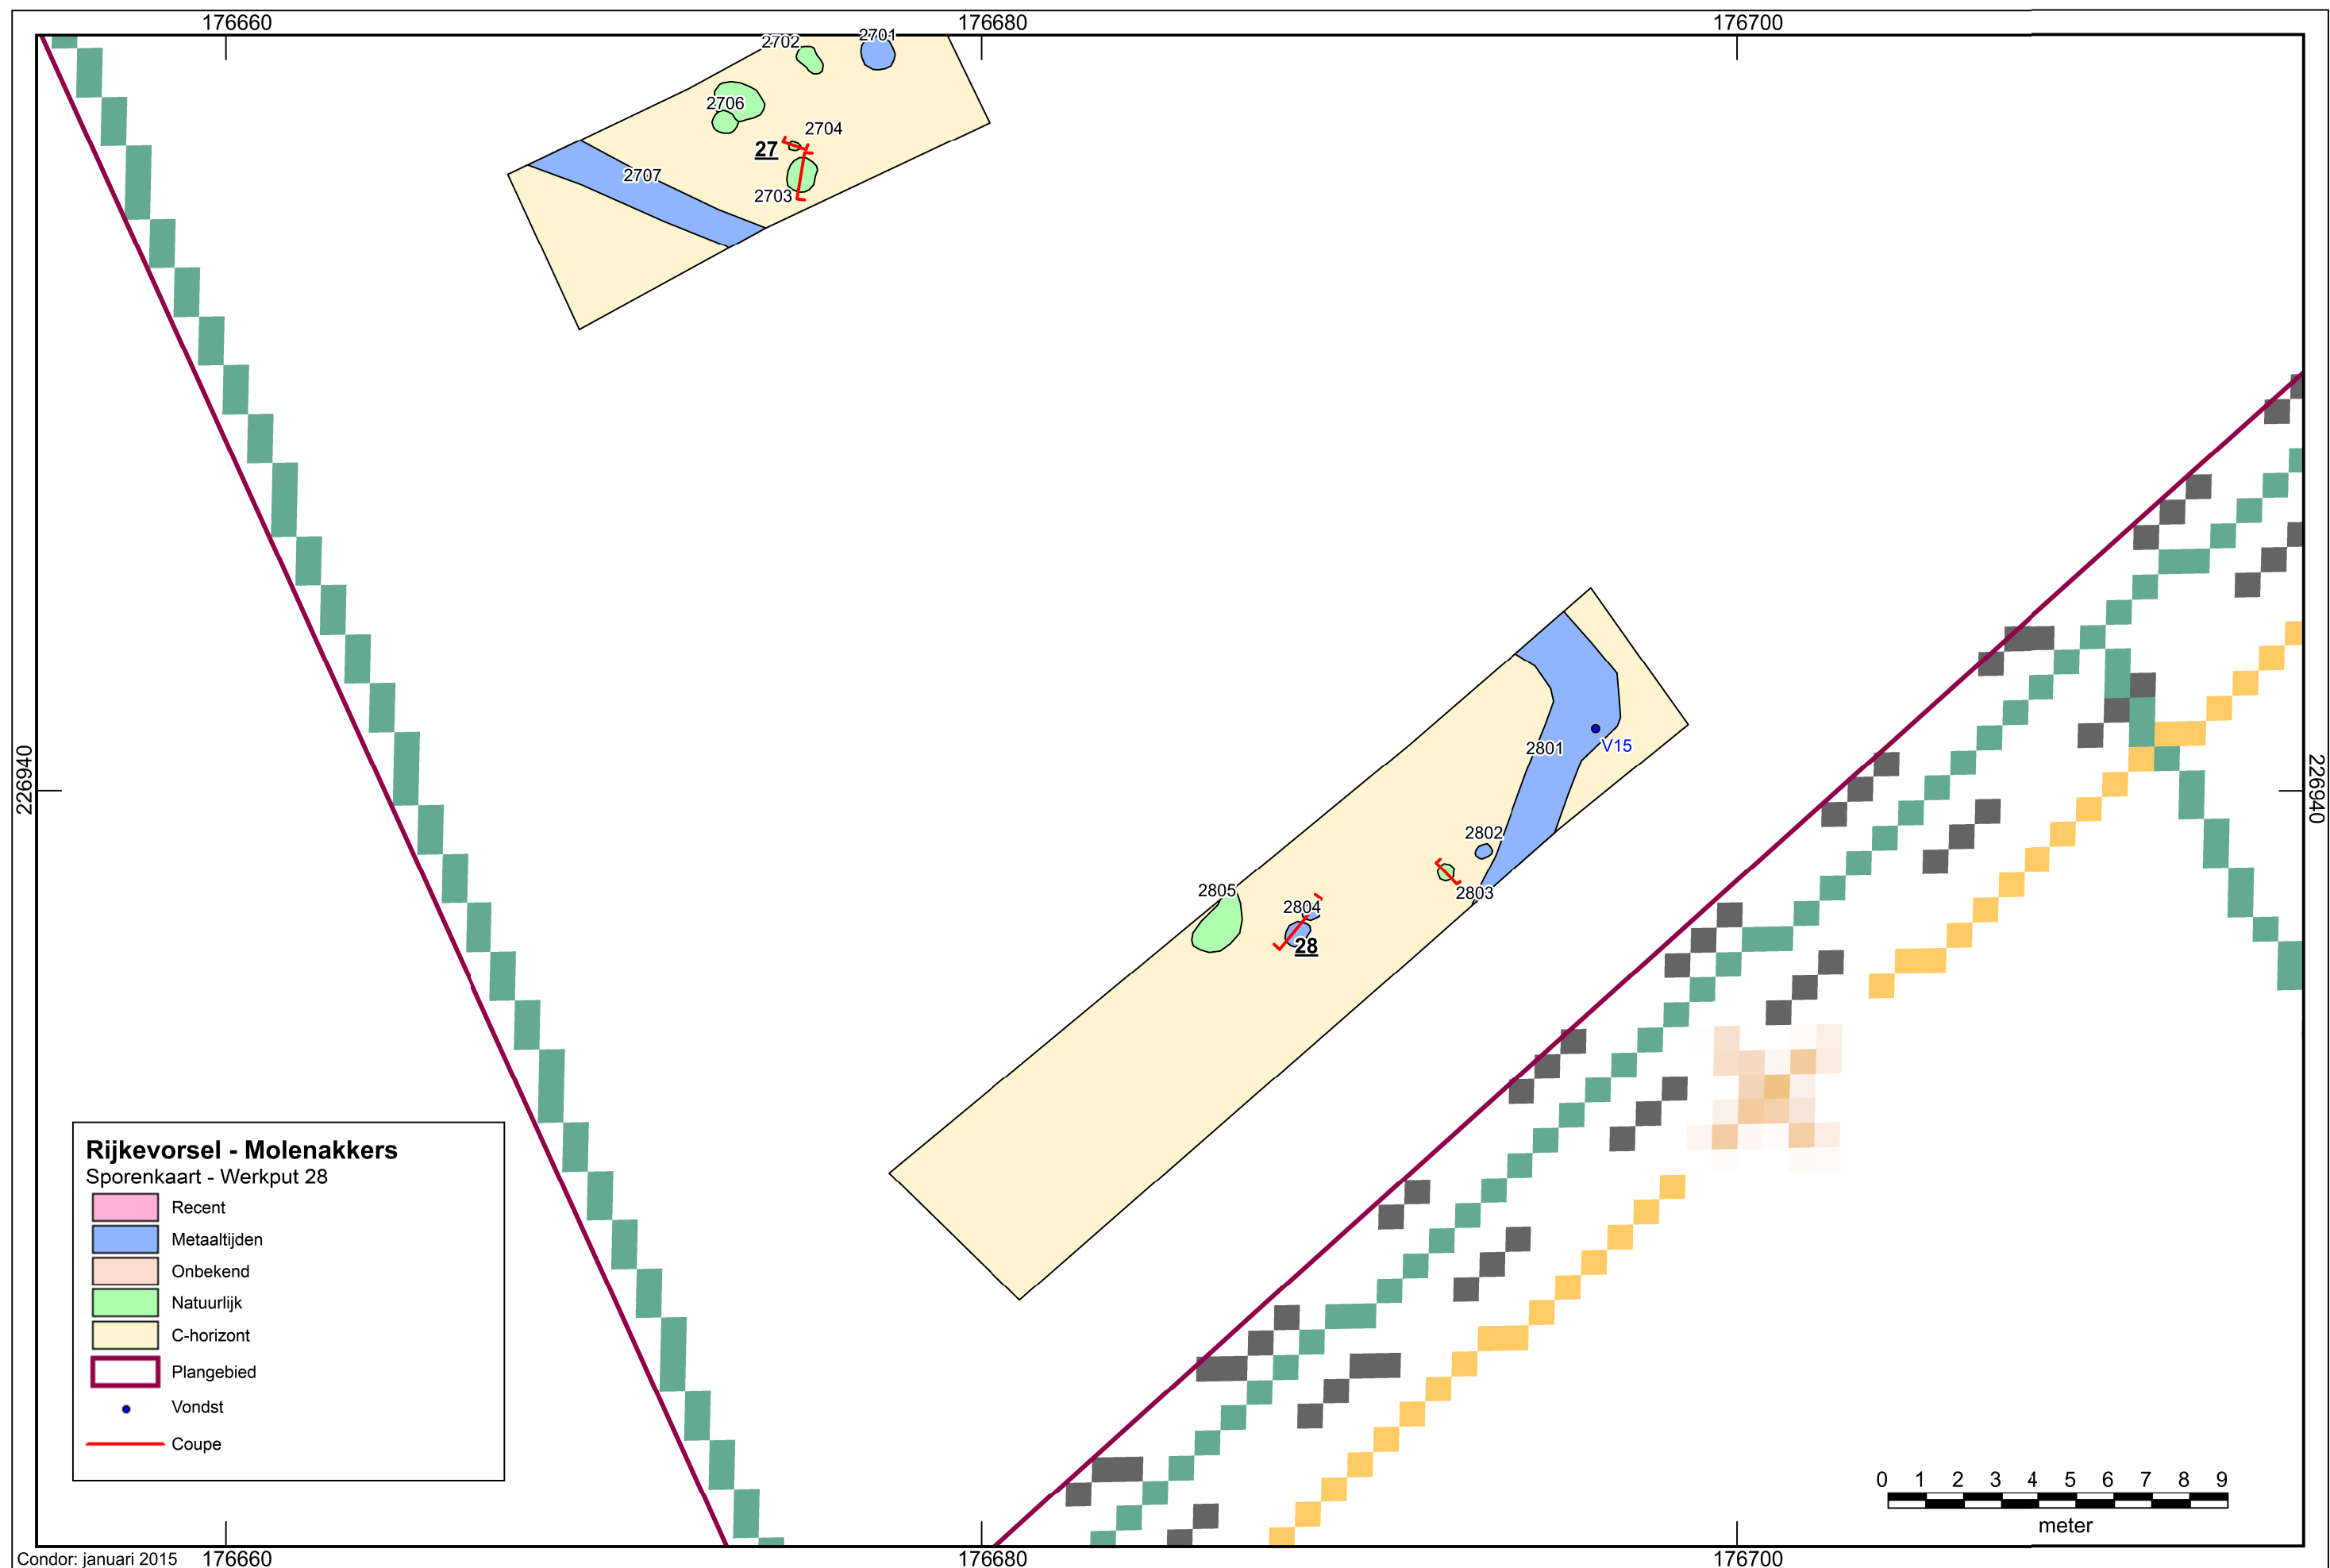 176660
176680
176700
2702
2701
2706
2704
27
2707
2703
226940
226940
2801
V15
2802
2803
2805
2804
28
Rijkevorsel - Molenakkers
Sporenkaart - Werkput 28
Recent
Metaaltijden
Onbekend
Natuurlijk
C-horizont
Plangebied
Vondst
Coupe
0 1 2 3 4 5 6 7 8 9
meter
Condor: januari 2015
176660
176680
176700